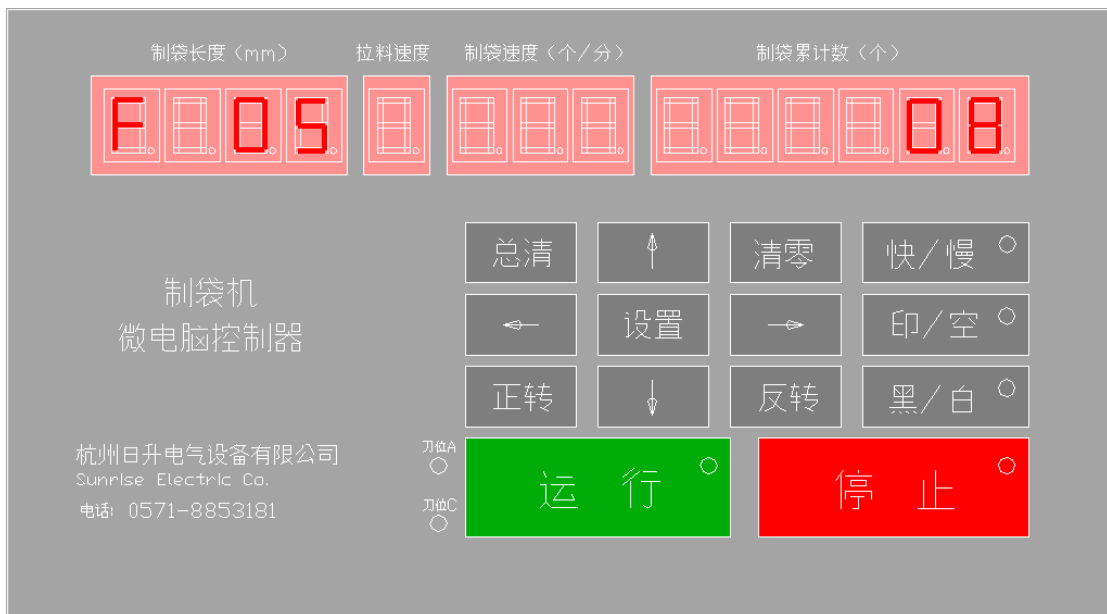 制袋长度（mm） 拉料速度 制袋速度（个/分） 制袋累计数（个）
F 05 08
总清 ↑ 清零 快/慢
制袋机
微电脑控制器
← 设置 → 印/空
正转 ↓ 反转 黑/白
杭州日升电气设备有限公司
Sunrise Electric Co.
电话: 0571-8853181
刀位A
刀位C
运行 停止